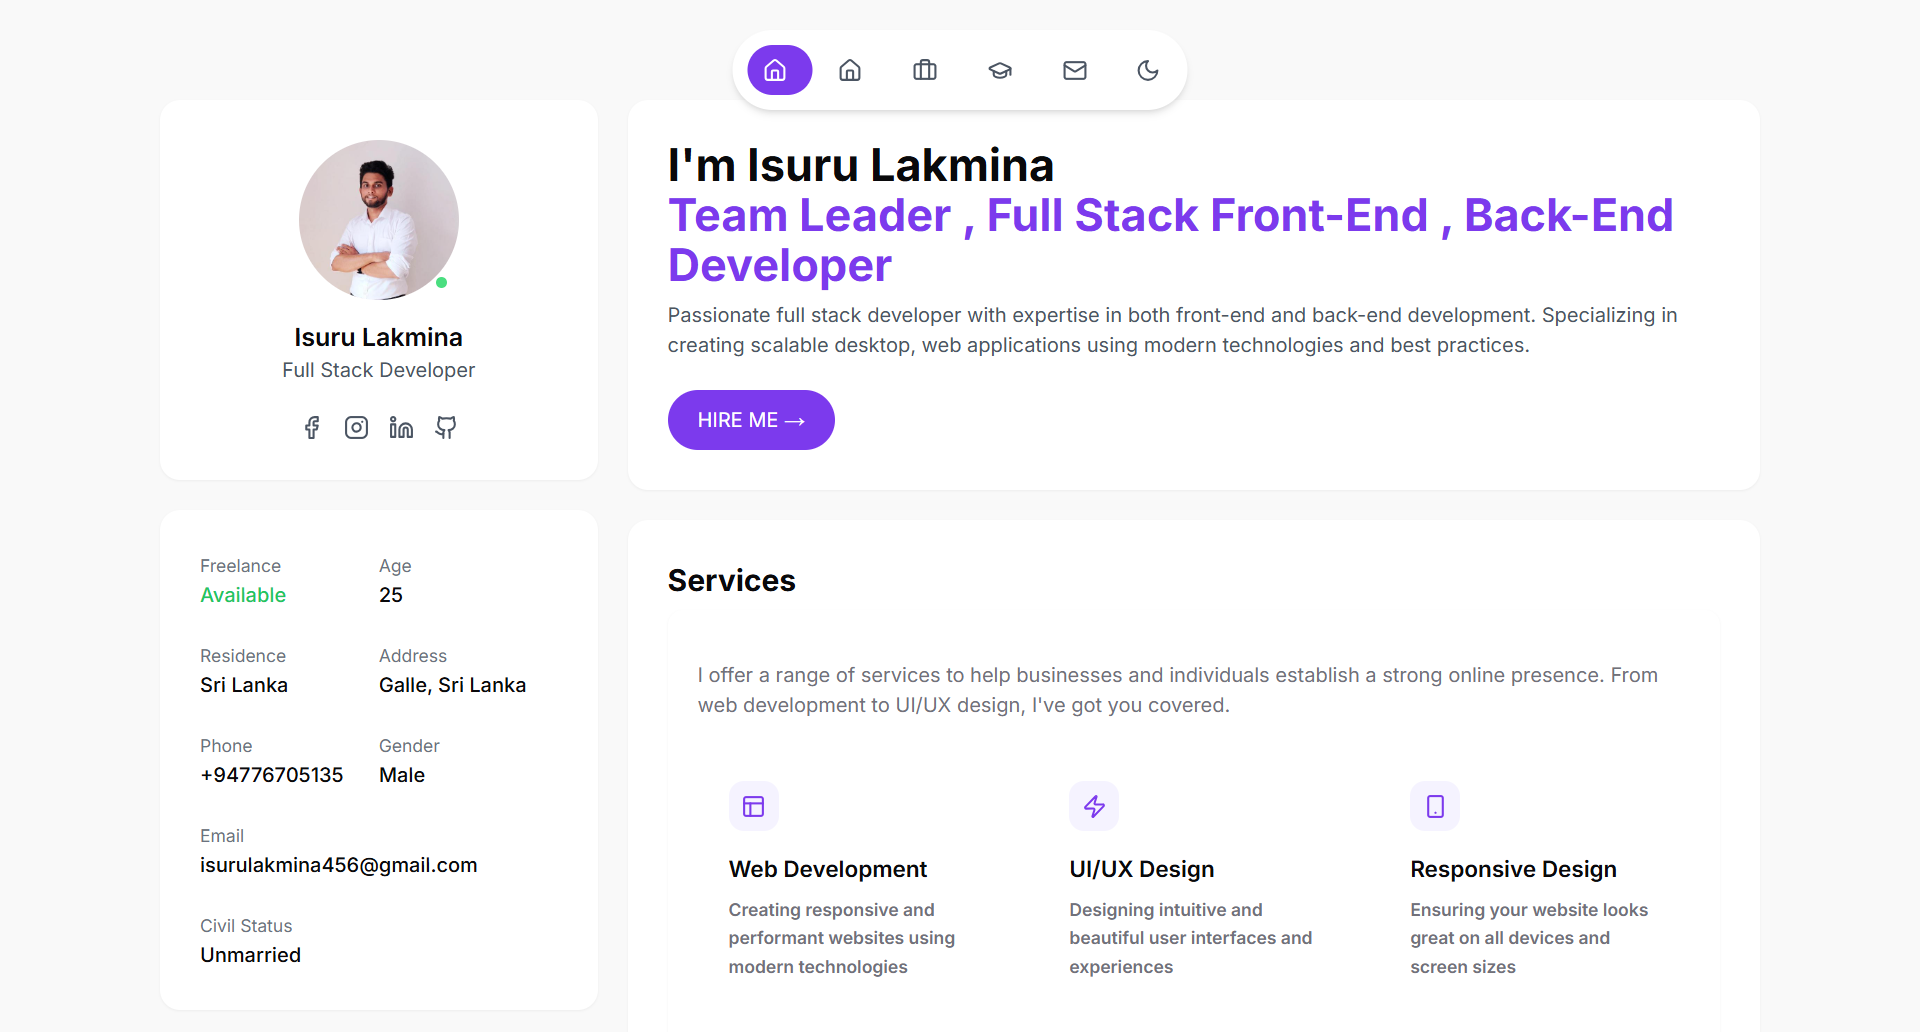 Isuru Lakmina
Full Stack Developer
Freelance
Available
Age
25
Residence
Sri Lanka
Address
Galle, Sri Lanka
Phone
+94776705135
Gender
Male
Email
isurulakmina456@gmail.com
Civil Status
Unmarried
I'm Isuru Lakmina
Team Leader , Full Stack Front-End , Back-End
Developer
Passionate full stack developer with expertise in both front-end and back-end development. Specializing in
creating scalable desktop, web applications using modern technologies and best practices.
HIRE ME →
Services
I offer a range of services to help businesses and individuals establish a strong online presence. From
web development to UI/UX design, I've got you covered.
Web Development
Creating responsive and
performant websites using
modern technologies
UI/UX Design
Designing intuitive and
beautiful user interfaces and
experiences
Responsive Design
Ensuring your website looks
great on all devices and
screen sizes